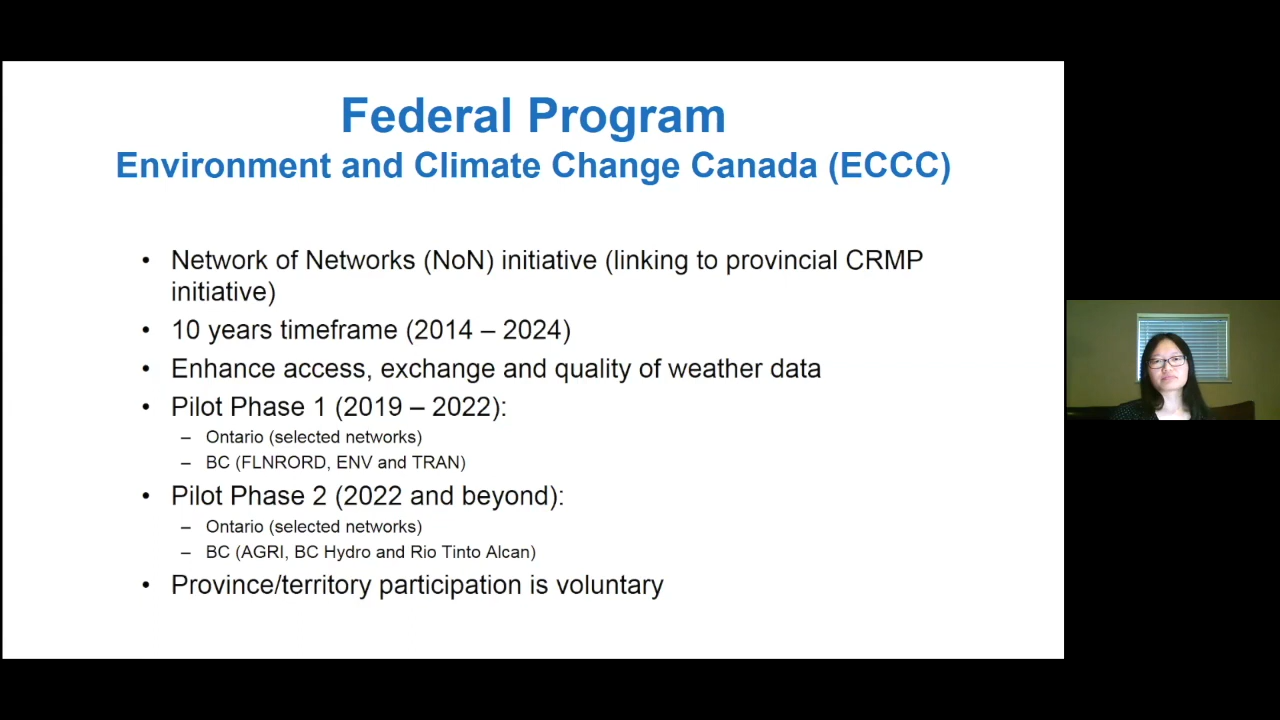 Federal Program
Environment and Climate Change Canada (ECCC)
• Network of Networks (NoN) initiative (linking to provincial CRMP
initiative)
• 10 years timeframe (2014 – 2024)
• Enhance access, exchange and quality of weather data
• Pilot Phase 1 (2019 – 2022):
– Ontario (selected networks)
– BC (FLNRORD, ENV and TRAN)
• Pilot Phase 2 (2022 and beyond):
– Ontario (selected networks)
– BC (AGRI, BC Hydro and Rio Tinto Alcan)
• Province/territory participation is voluntary